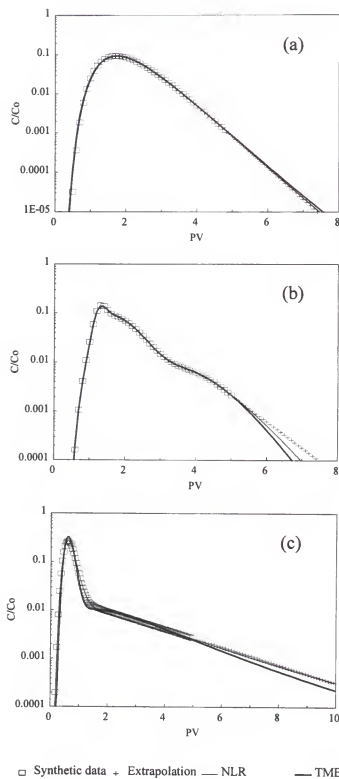 (a)
1
0.1
0.01
0.001
0.0001
1E-05
C/Co
0 2 4 6 8
PV
(b)
1
0.1
0.01
0.001
0.0001
C/Co
0 2 4 6 8
PV
(c)
1
0.1
0.01
0.001
0.0001
C/Co
0 2 4 6 8 10
PV
□ Synthetic data + Extrapolation — NLR — TME